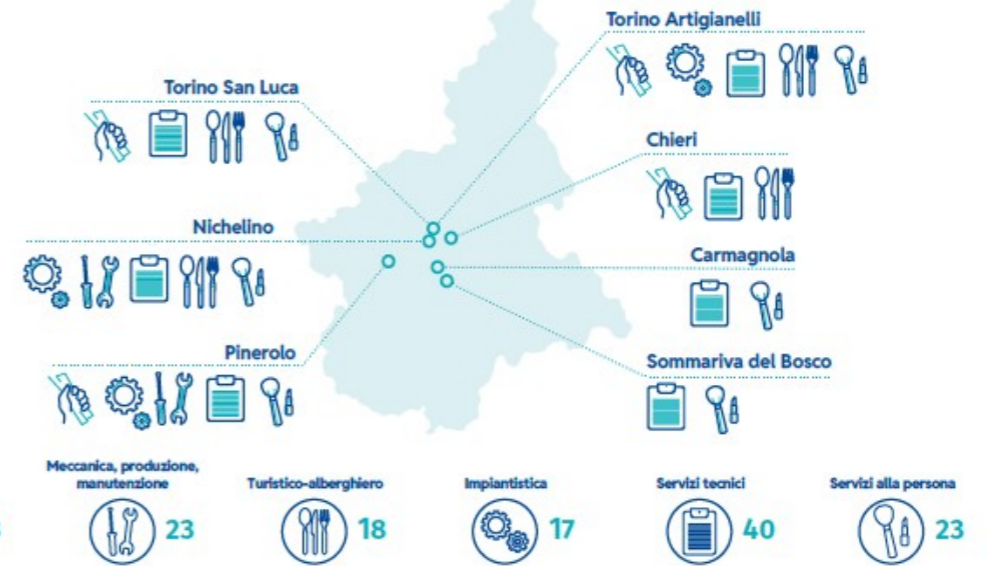 Torino Artigianelli
Torino San Luca
Chieri
Nichelino
Carmagnola
Pinerolo
Sommariva del Bosco
Meccanica, produzione,
manutenzione
23
Turistico-alberghiero
18
Impiantistica
17
Servizi tecnici
40
Servizi alla persona
23